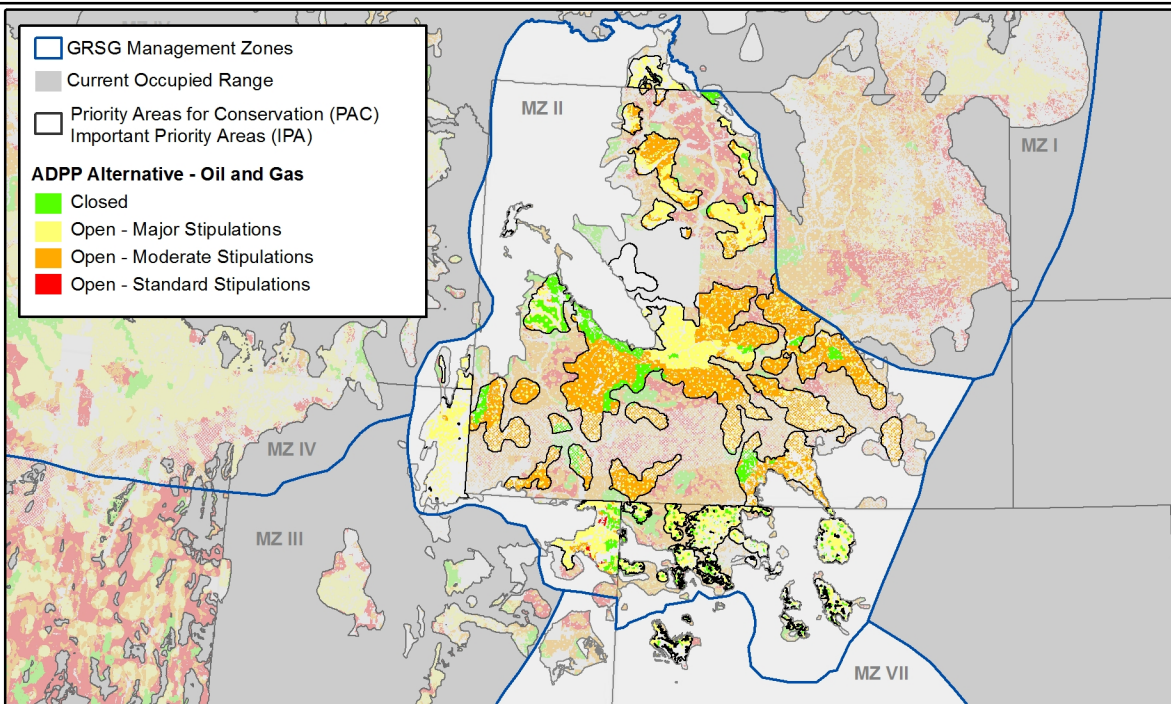 GRSG Management Zones
Current Occupied Range
Priority Areas for Conservation (PAC)
Important Priority Areas (IPA)
ADPP Alternative - Oil and Gas
Closed
Open - Major Stipulations
Open - Moderate Stipulations
Open - Standard Stipulations
MZ II
MZ I
MZ IV
MZ III
MZ VII